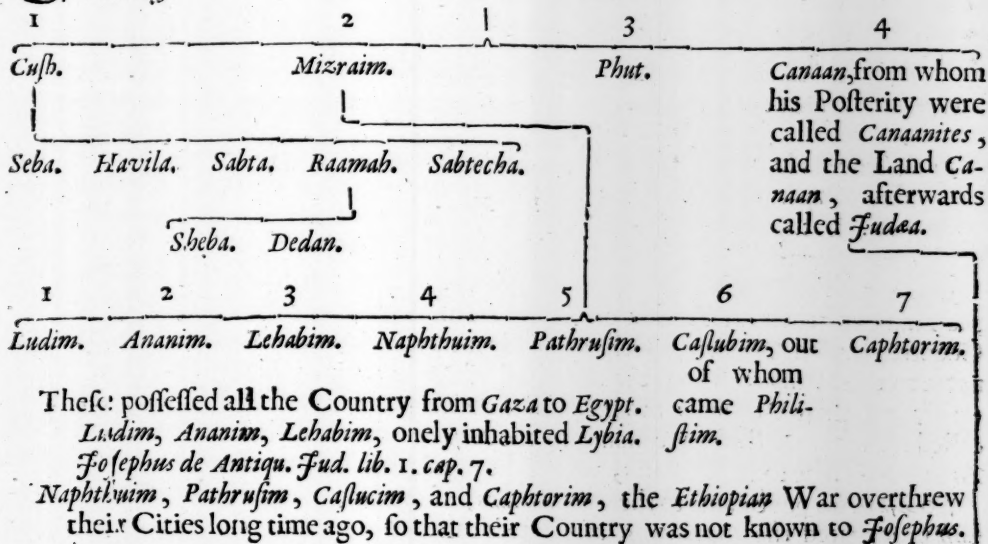 1 2 3 4
Cuſh. Mizraim. Phut. Canaan, from whom
his Poſterity were
called Canaanites,
and the Land Ca-
naan, afterwards
called Judæa.
Seba. Havila. Sabta. Raamah. Sabtecha.
Sheba. Dedan.
1 2 3 4 5 6 7
Ludim. Ananim. Lehabim. Naphthuim. Pathruſim. Caſlubim, out Caphtorim.
of whom
came Phili-
ſtim.
Theſe: poſſeſſed all the Country from Gaza to Egypt.
Ludim, Ananim, Lehabim, onely inhabited Lybia.
Joſephus de Antiqu. Jud. lib. 1. cap. 7.
Naphthuim, Pathruſim, Caſlucim, and Caphtorim, the Ethiopian War overthrew
their Cities long time ago, ſo that their Country was not known to Joſephus.